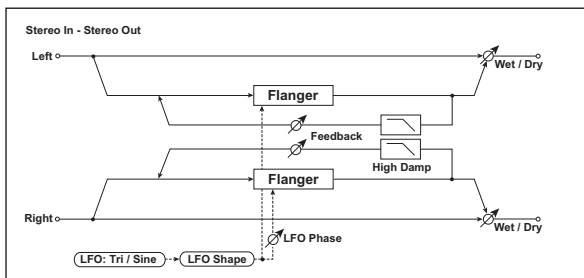 Stereo In - Stereo Out
Left
Wet / Dry
Flanger
Feedback
High Damp
Flanger
LFO Phase
Right
Wet / Dry
LFO: Tri / Sine
LFO Shape